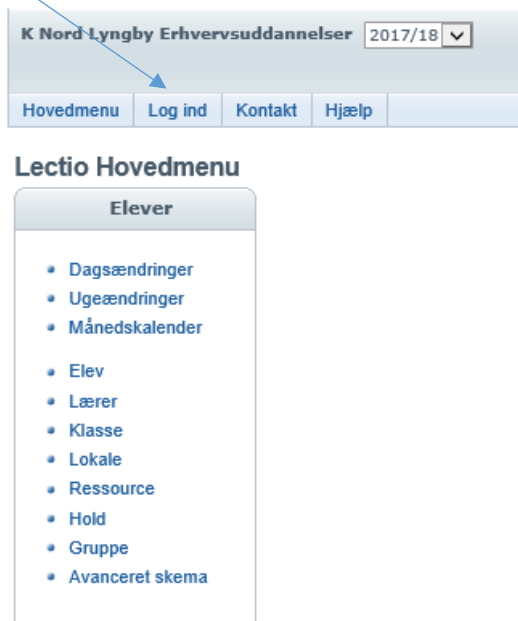 K Nord Lyngby Erhvervsuddannelser 2017/18
Hovedmenu Log ind Kontakt Hjælp
Lectio Hovedmenu
Elever
Dagsændringer
Ugeændringer
Månedskalender
Elev
Lærer
Klasse
Lokale
Ressource
Hold
Gruppe
Avanceret skema